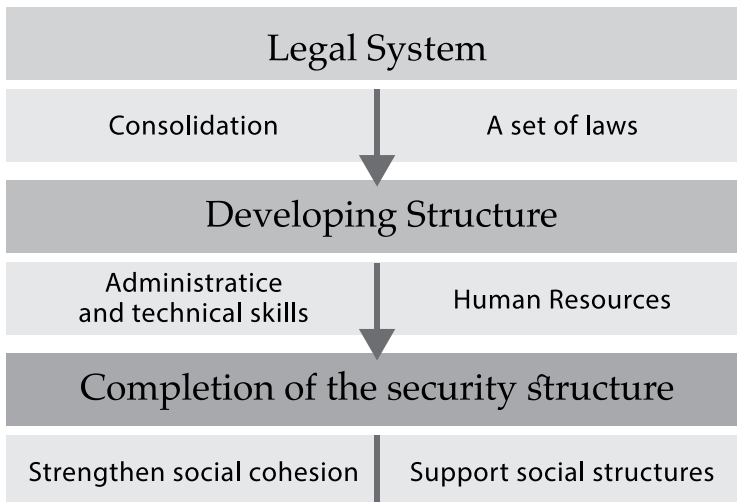 Legal System
Consolidation
A set of laws
Developing Structure
Administratice
and technical skills
Human Resources
Completion of the security structure
Strengthen social cohesion
Support social structures